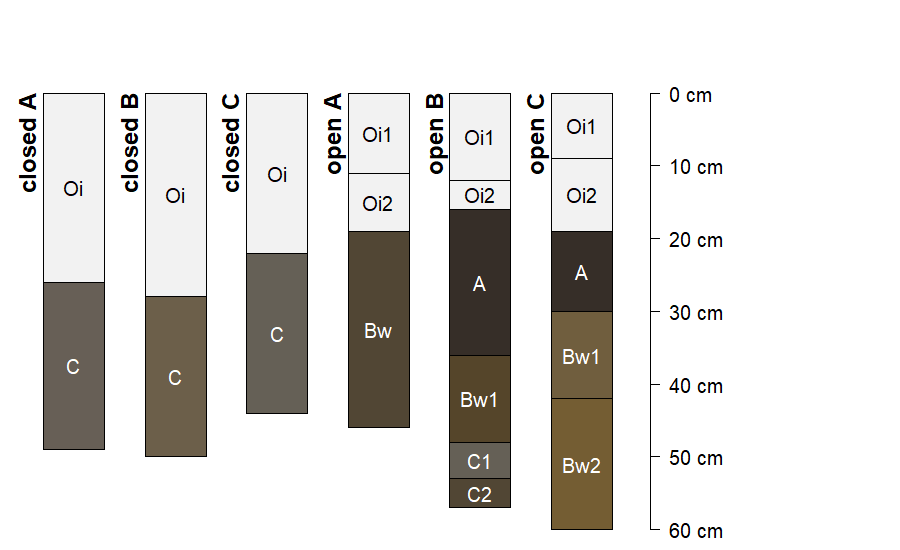 closed A
Oi
C
closed B
Oi
C
closed C
Oi
C
open A
Oi1
Oi2
Bw
open B
Oi1
Oi2
A
Bw1
C1
C2
open C
Oi1
Oi2
A
Bw1
Bw2
0 cm
10 cm
20 cm
30 cm
40 cm
50 cm
60 cm